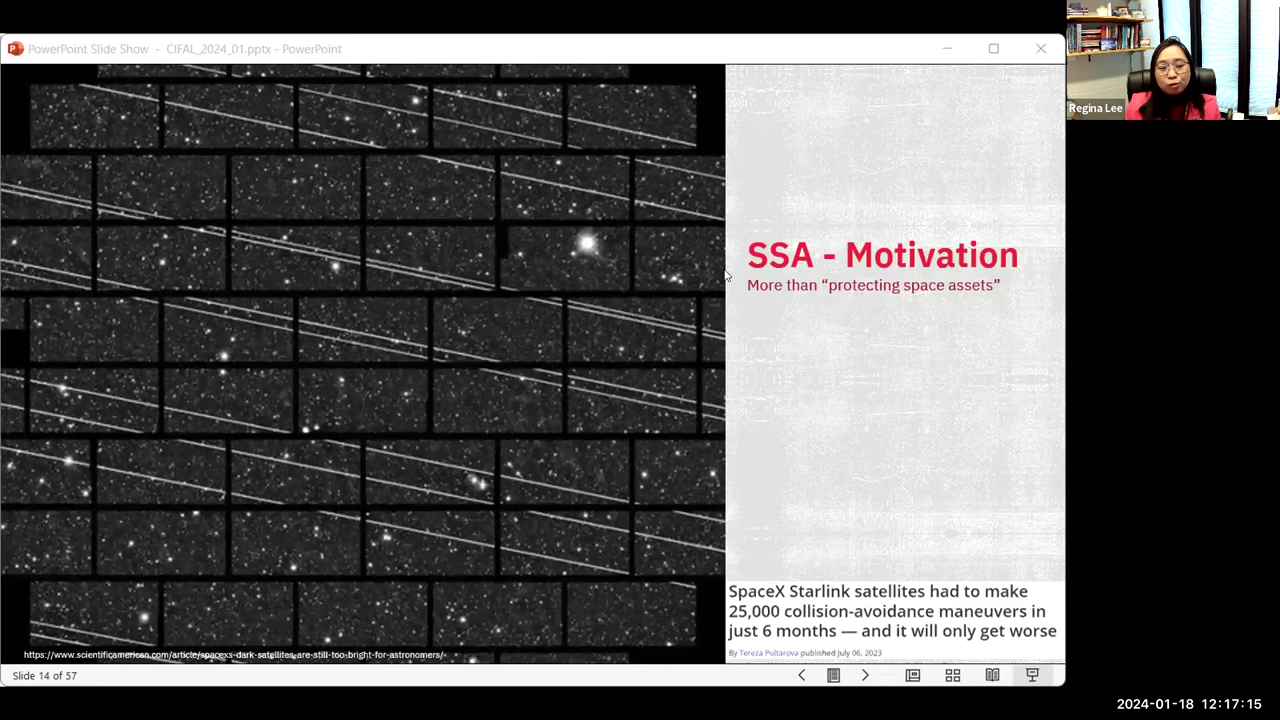 PowerPoint Slide Show - CIFAL_2024_01.pptx - PowerPoint
Regina Lee
SSA - Motivation
More than “protecting space assets”
SpaceX Starlink satellites had to make
25,000 collision-avoidance maneuvers in
just 6 months — and it will only get worse
By Tereza Pultarova published July 06, 2023
https://www.scientificamerican.com/article/spacexs-dark-satellites-are-still-too-bright-for-astronomers/
Slide 14 of 57
2024-01-18 12:17:15